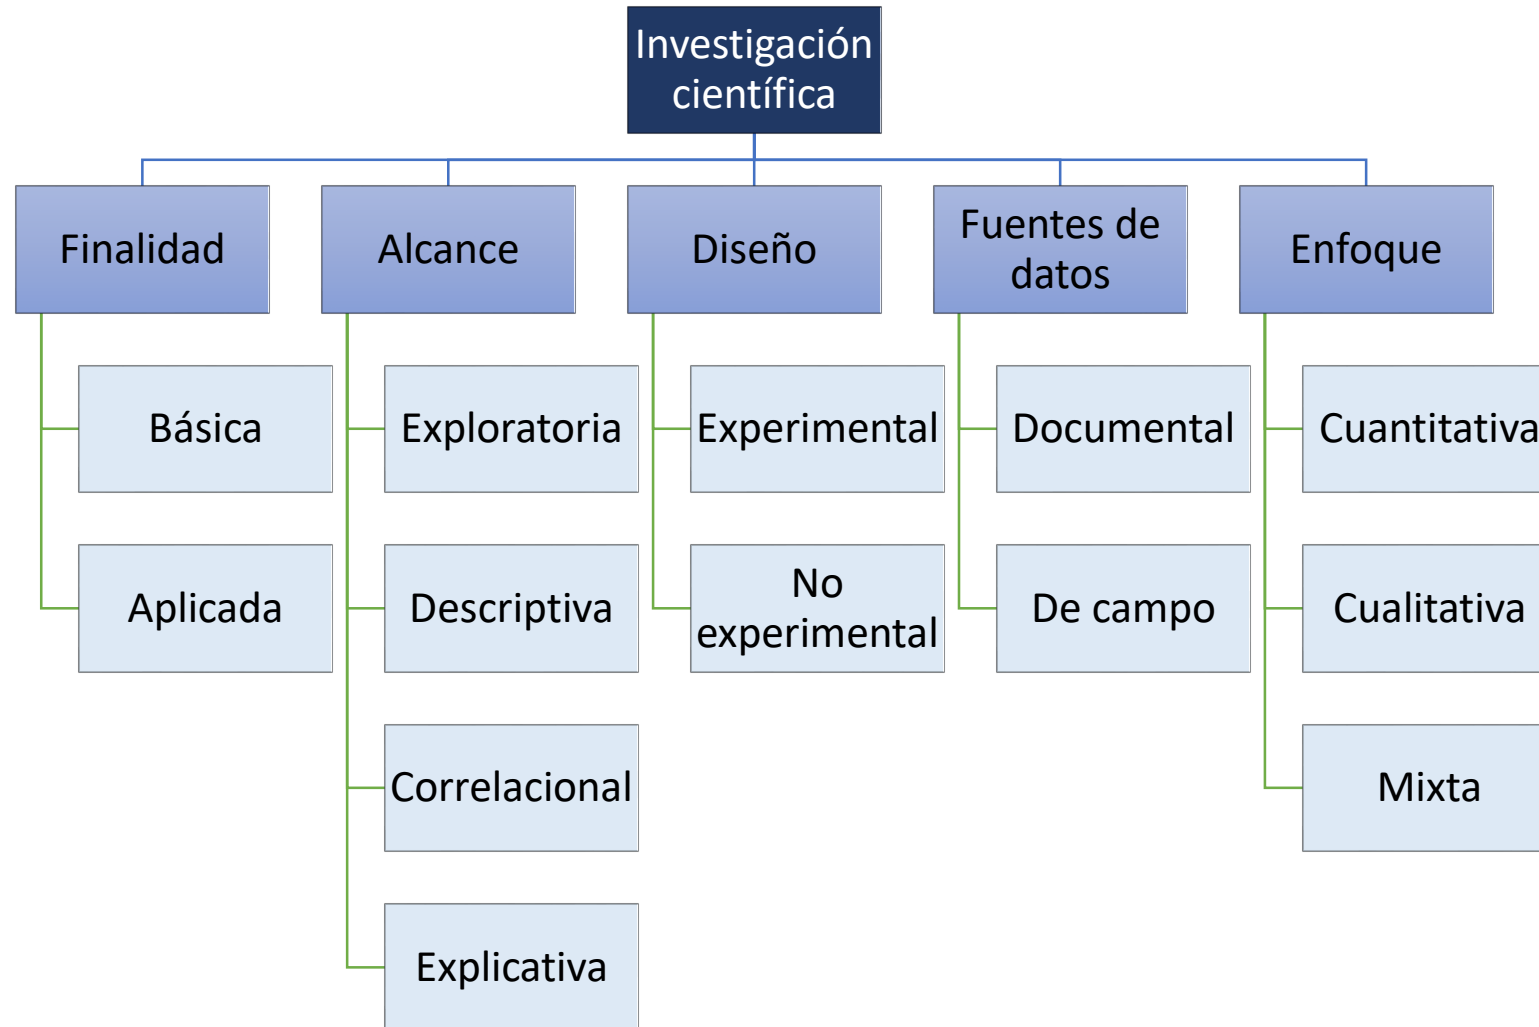 Investigación
científica
Finalidad
Alcance
Diseño
Fuentes de
datos
Enfoque
Básica
Aplicada
Exploratoria
Descriptiva
Correlacional
Explicativa
Experimental
No
experimental
Documental
De campo
Cuantitativa
Cualitativa
Mixta